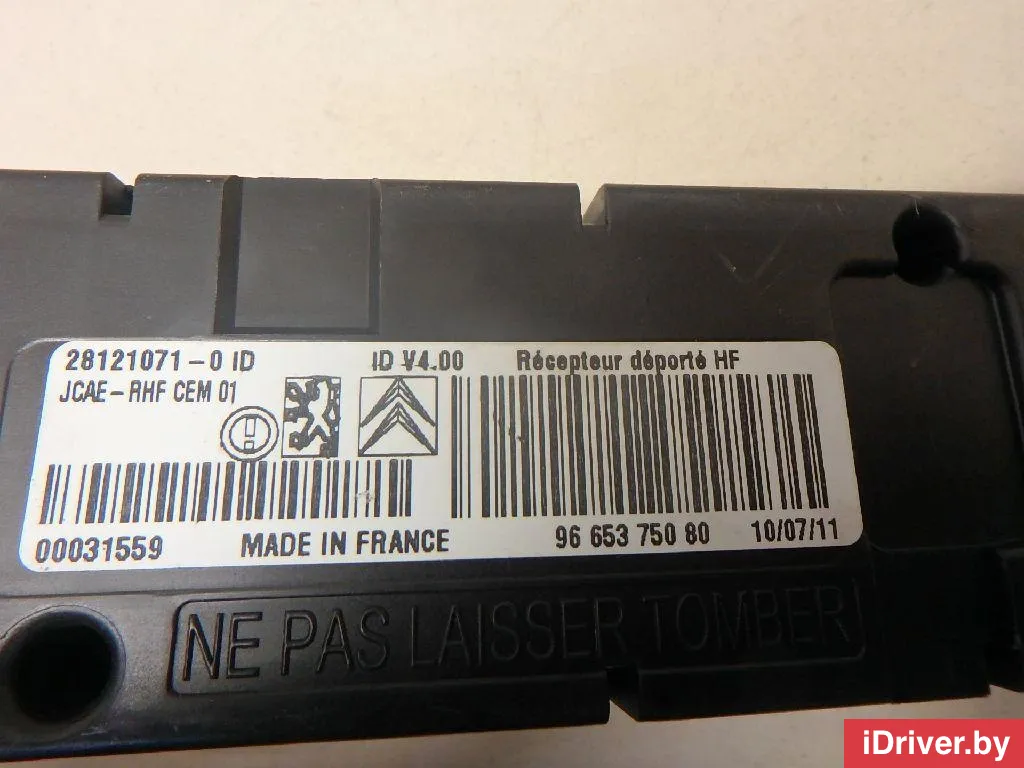 28121071-0 ID ID V4.00 Récepteur déporté HF
JCAE-RHF CEM 01
00031559 MADE IN FRANCE 96 653 750 80 10/07/11
NE PAS LAISSER TOMBER
iDriver.by